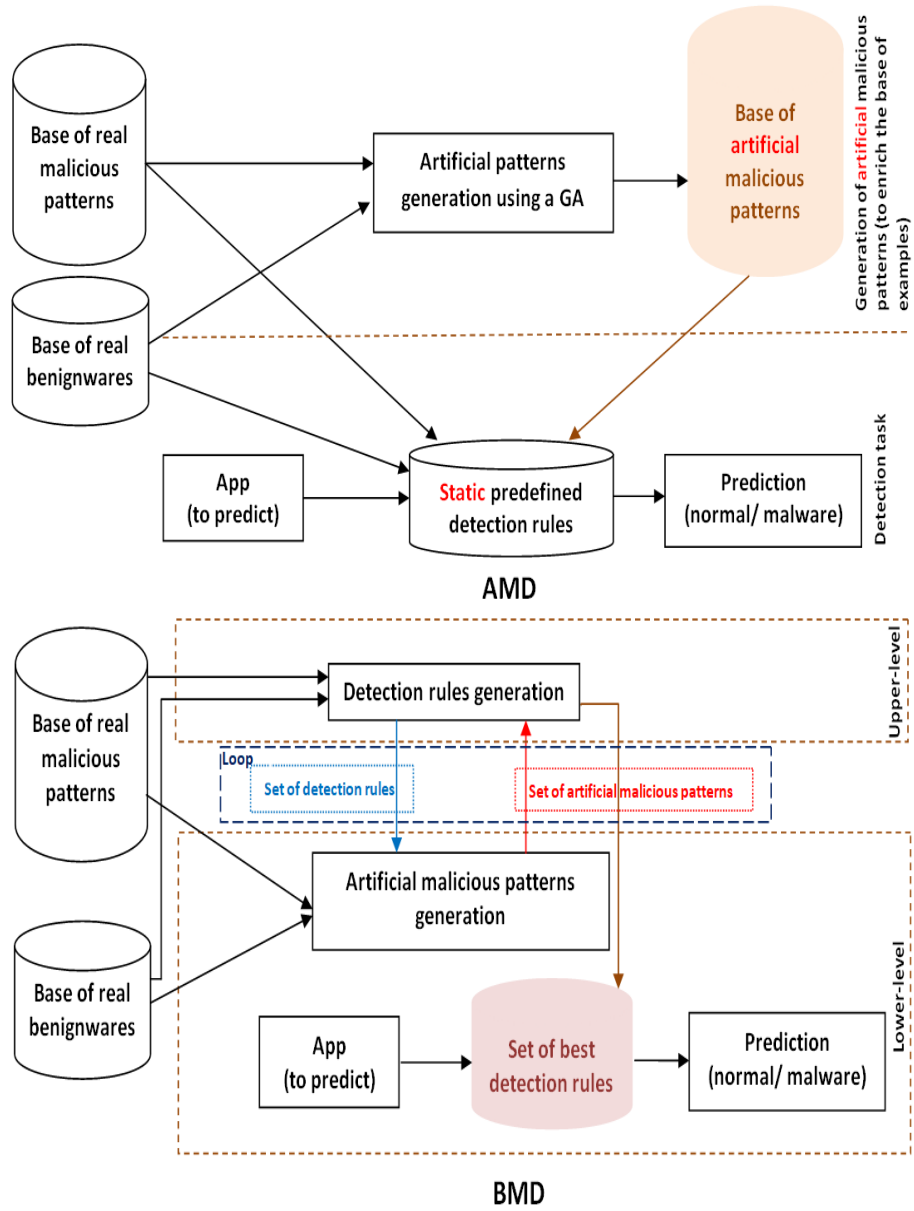 Base of real
malicious
patterns
Artificial patterns
generation using a GA
Base of
artificial
malicious
patterns
Generation of artificial malicious
patterns (to enrich the base of
examples)
Base of real
benignwares
App
(to predict)
Static predefined
detection rules
Prediction
(normal/ malware)
Detection task
AMD
Base of real
malicious
patterns
Detection rules generation
Upper-level
Loop
Set of detection rules
Set of artificial malicious patterns
Artificial malicious patterns
generation
Base of real
benignwares
App
(to predict)
Set of best
detection rules
Prediction
(normal/ malware)
Lower-level
BMD